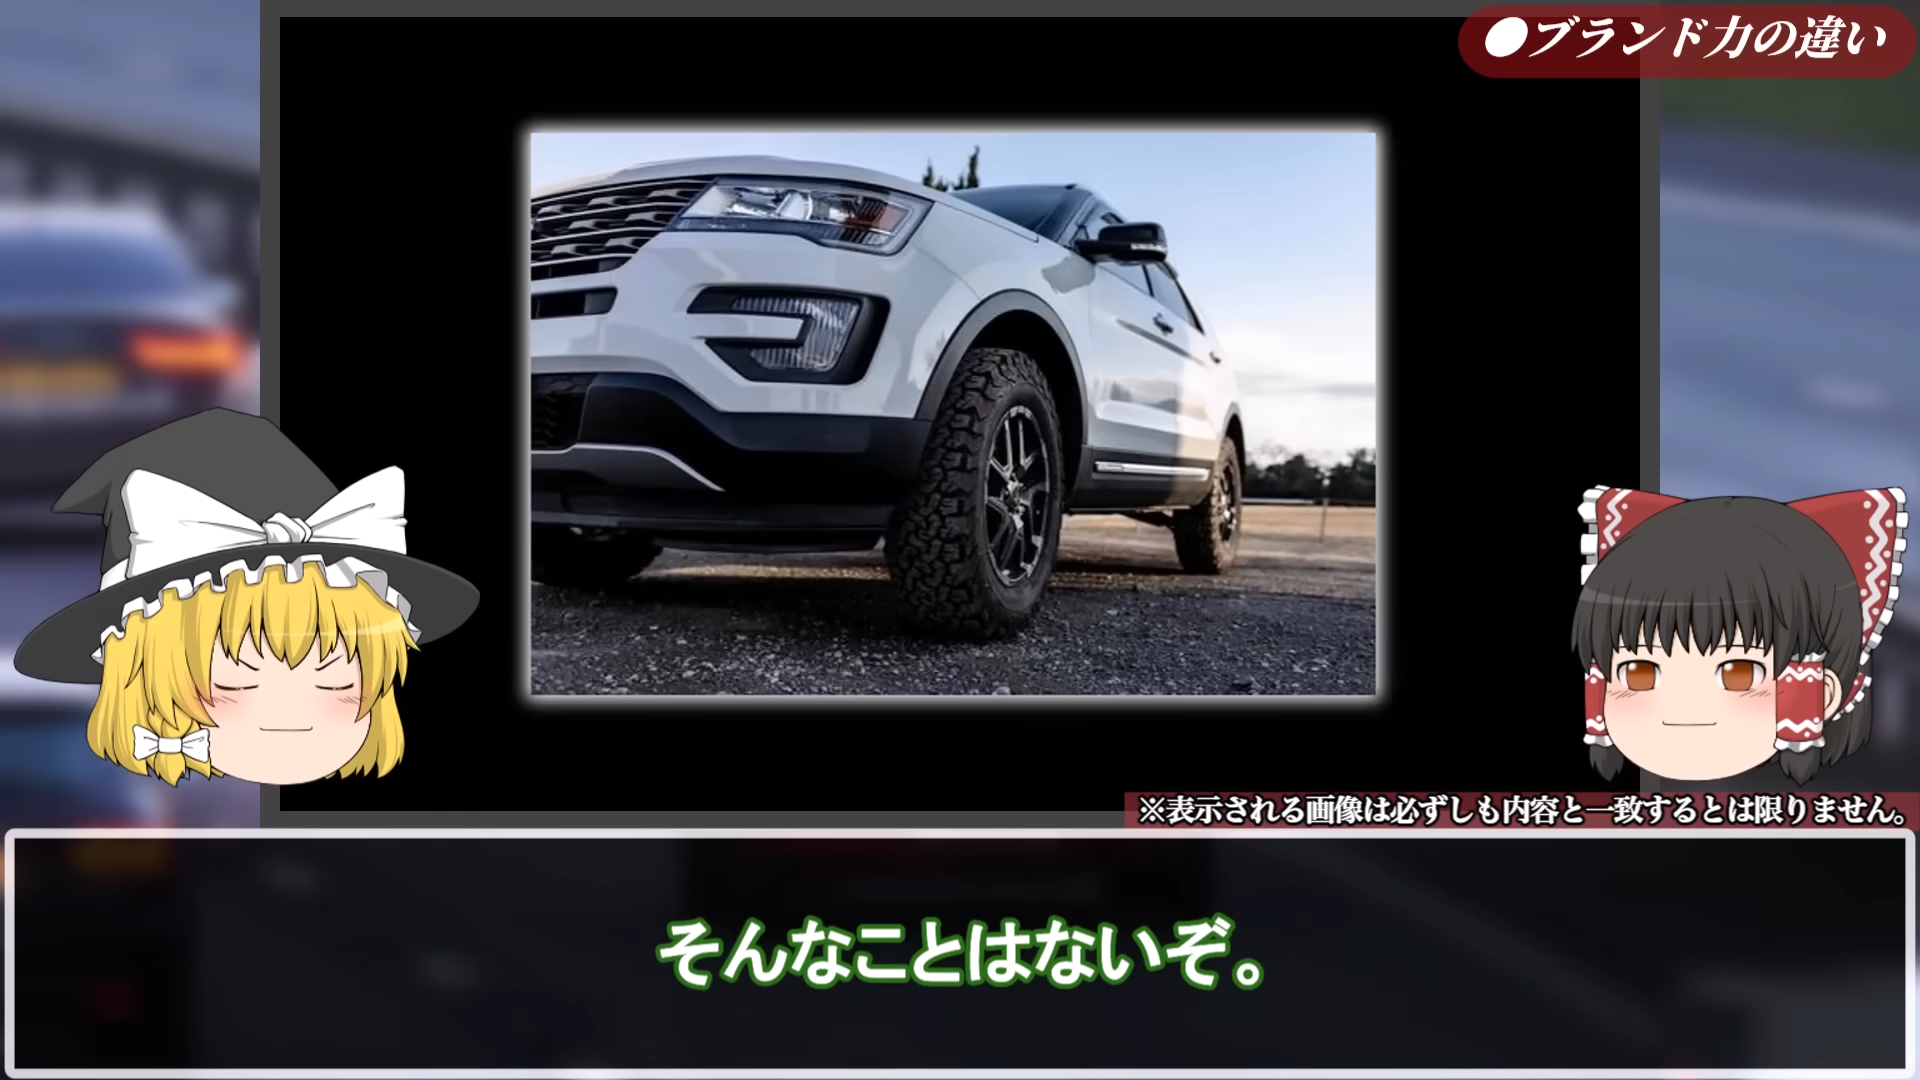 ●ブランド力の違い
※表示される画像は必ずしも内容と一致するとは限りません。
そんなことはないぞ。